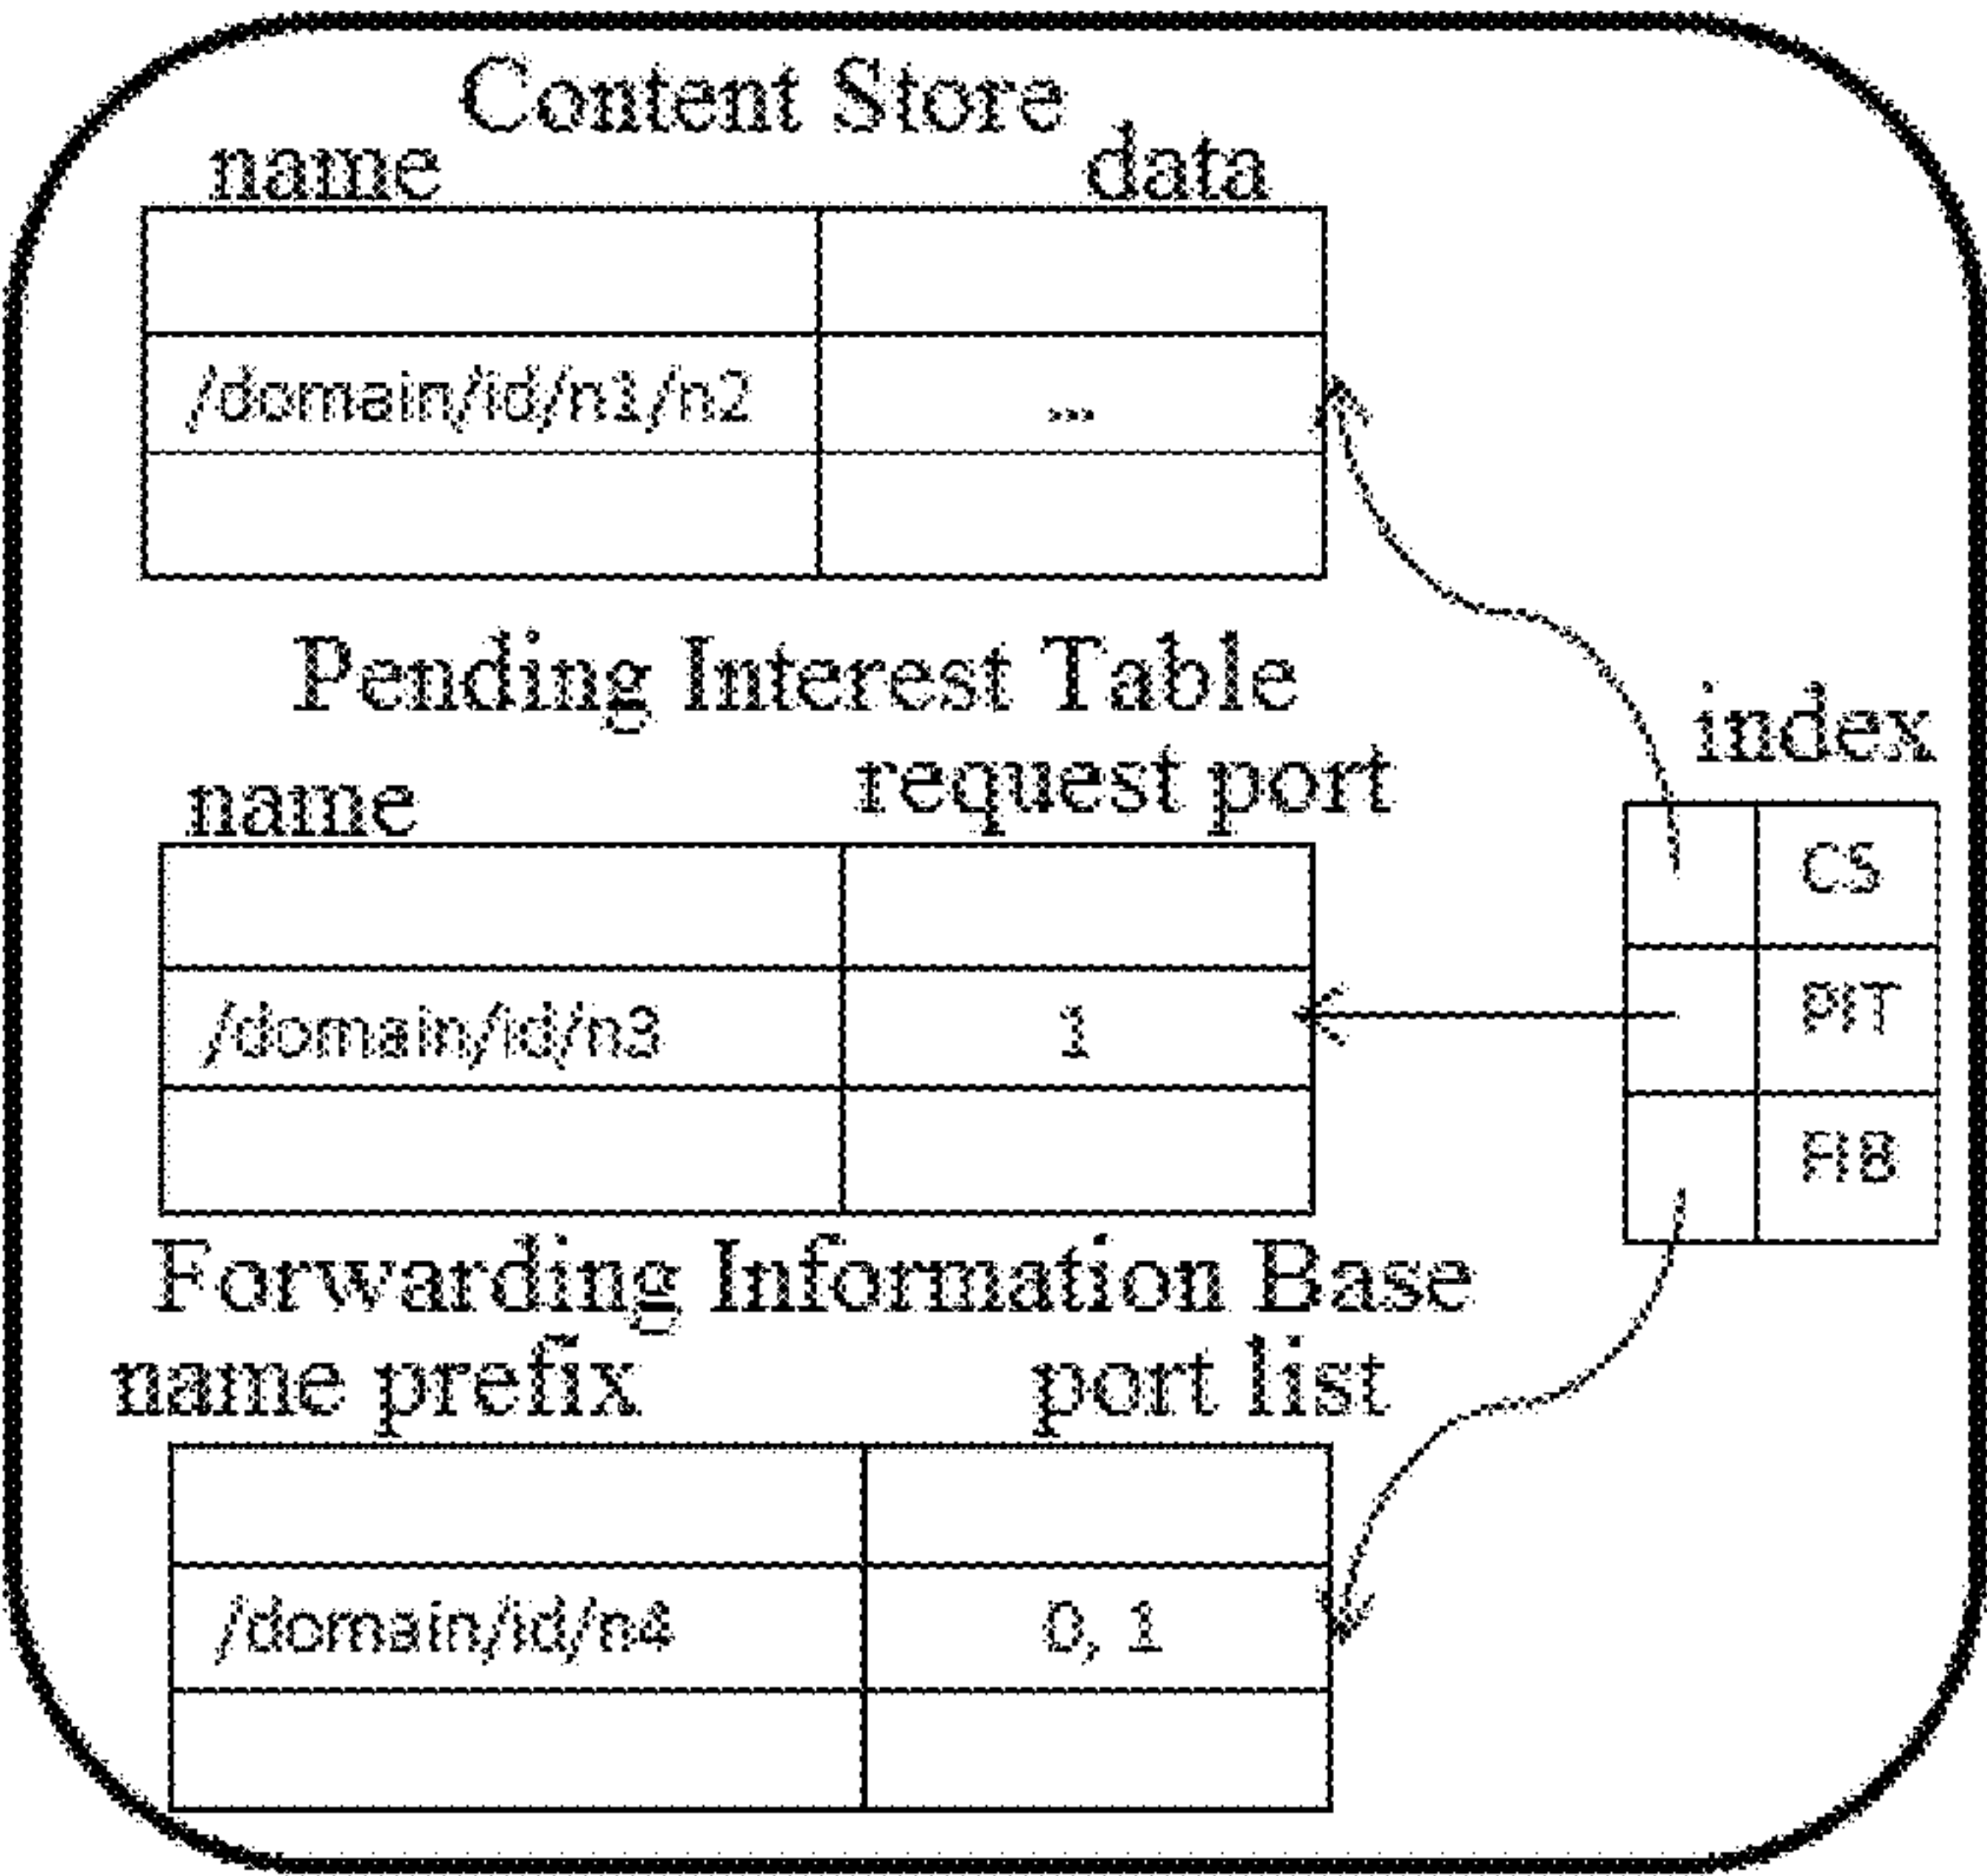 Content Store
name data
/domain/id/n1/n2 ...
Pending Interest Table
index
name request port
CS
/domain/id/n3 1
PIT
FIB
Forwarding Information Base
name prefix port list
/domain/id/n4 0, 1